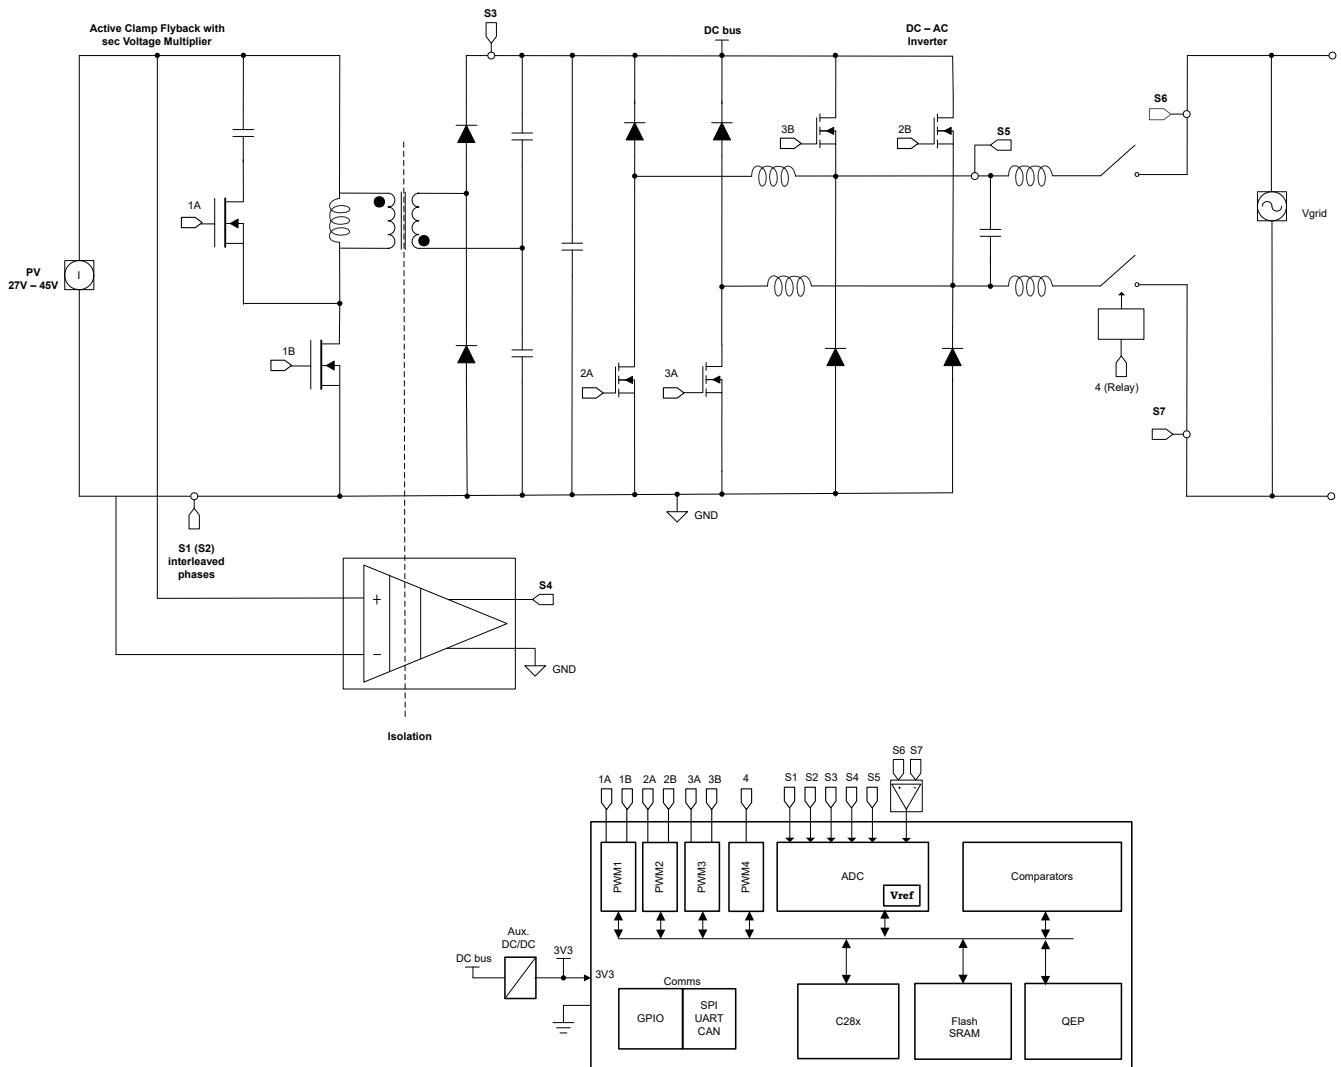 S3
Active Clamp Flyback with
sec Voltage Multiplier
DC bus
DC – AC
Inverter
S6
3B
2B
S5
1A
Vgrid
PV
27V – 45V
1B
2A
3A
4 (Relay)
S7
GND
S1 (S2)
interleaved
phases
S4
+
−
GND
Isolation
S6 S7
1A 1B 2A 2B 3A 3B 4 S1 S2 S3 S4 S5
+ -
PWM1
PWM2
PWM3
PWM4
ADC
Vref
Comparators
Aux.
DC/DC
DC bus
3V3
3V3
Comms
GPIO
SPI
UART
CAN
C28x
Flash
SRAM
QEP